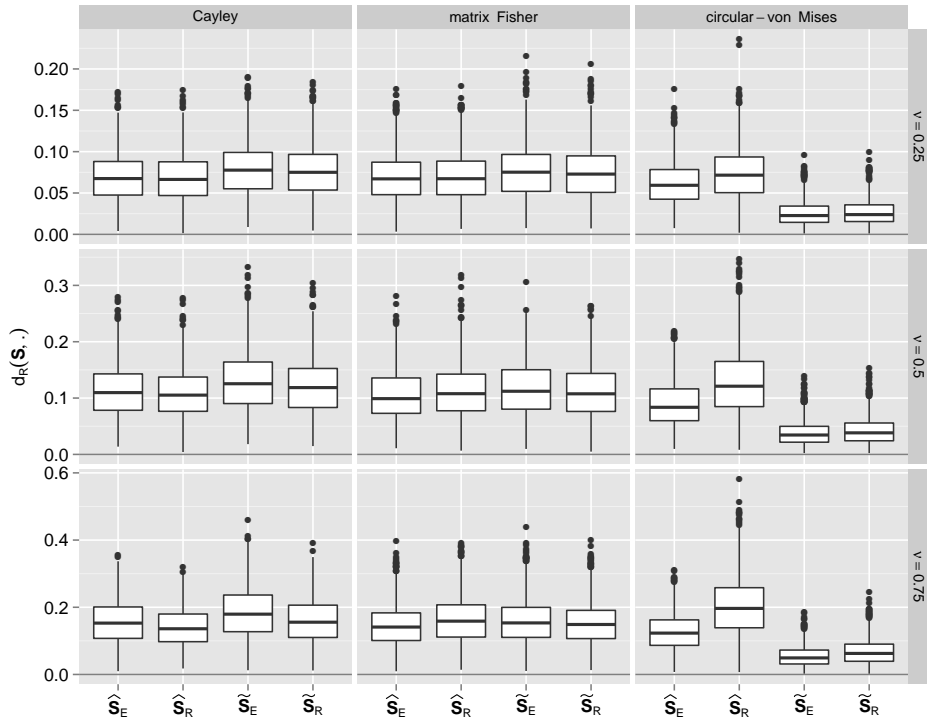 Cayley
matrix Fisher
circular−von Mises
0.20
0.15
0.10
0.05
0.00
ν = 0.25
0.3
0.2
0.1
0.0
ν = 0.5
0.6
0.4
0.2
0.0
ν = 0.75
d_R(S, .)
Ŝ_E Ŝ_R S̃_E S̃_R
Ŝ_E Ŝ_R S̃_E S̃_R
Ŝ_E Ŝ_R S̃_E S̃_R